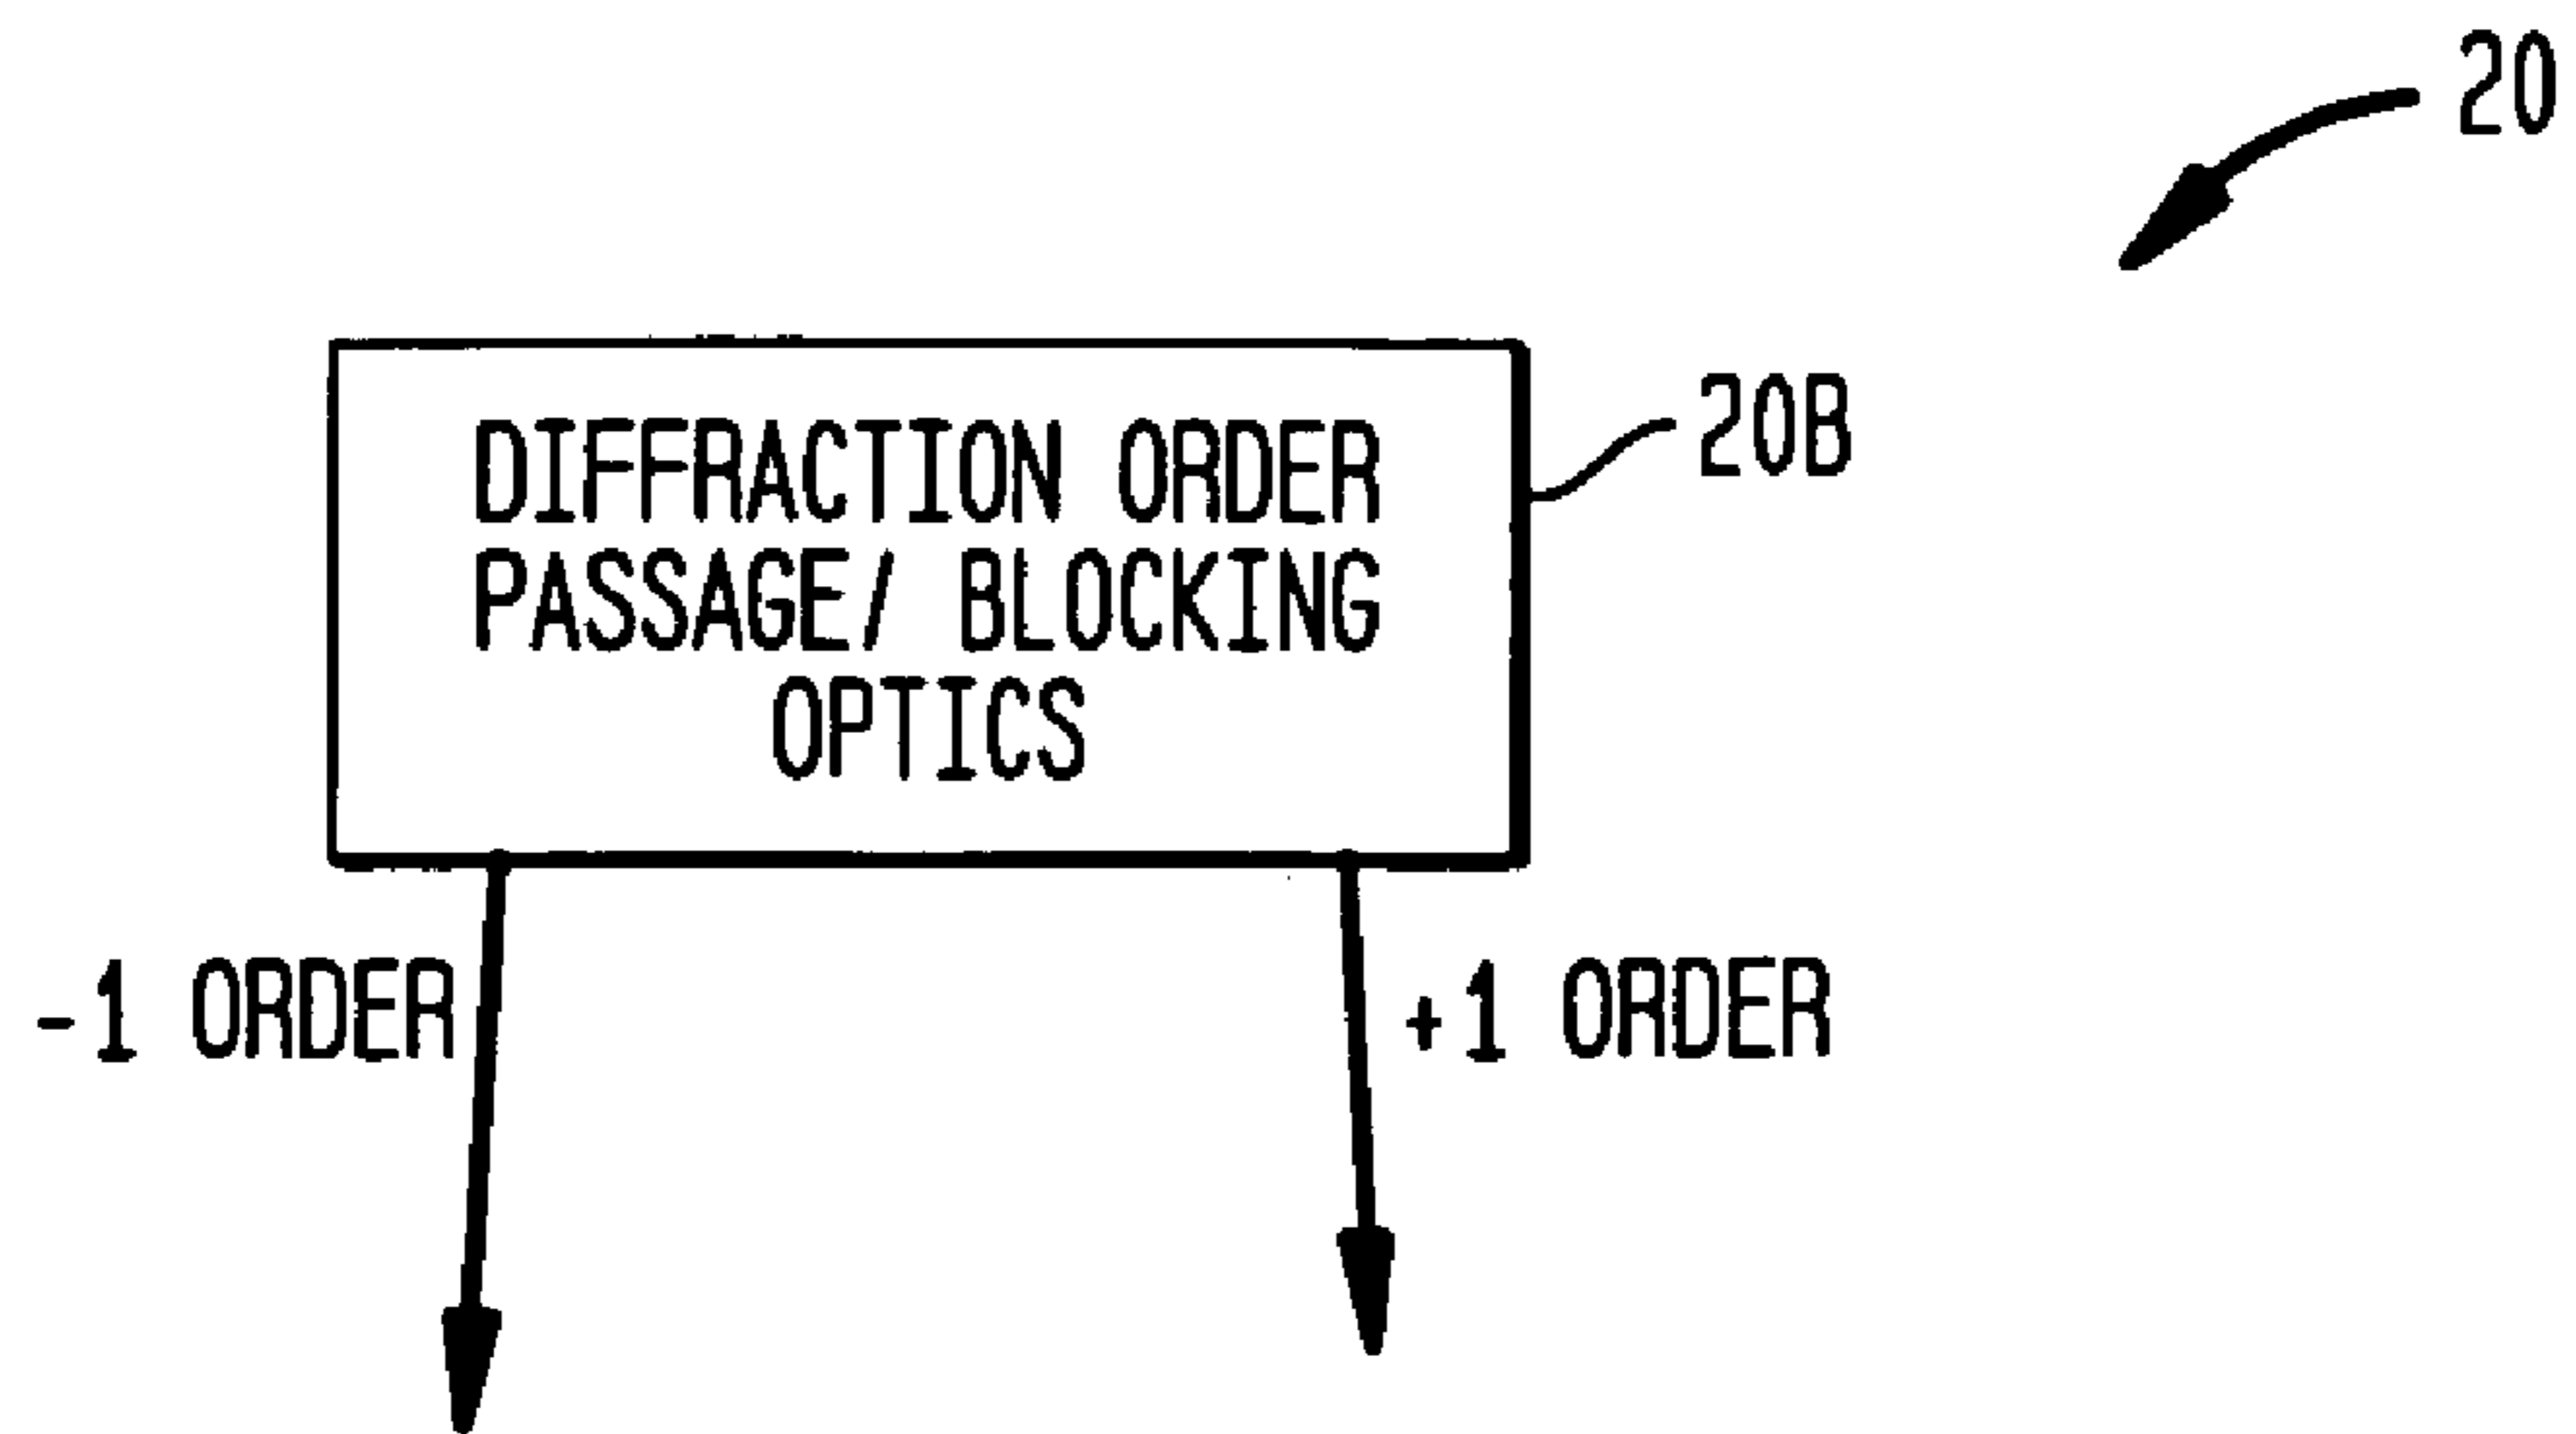 20
20B
DIFFRACTION ORDER
PASSAGE/ BLOCKING
OPTICS
-1 ORDER
+1 ORDER